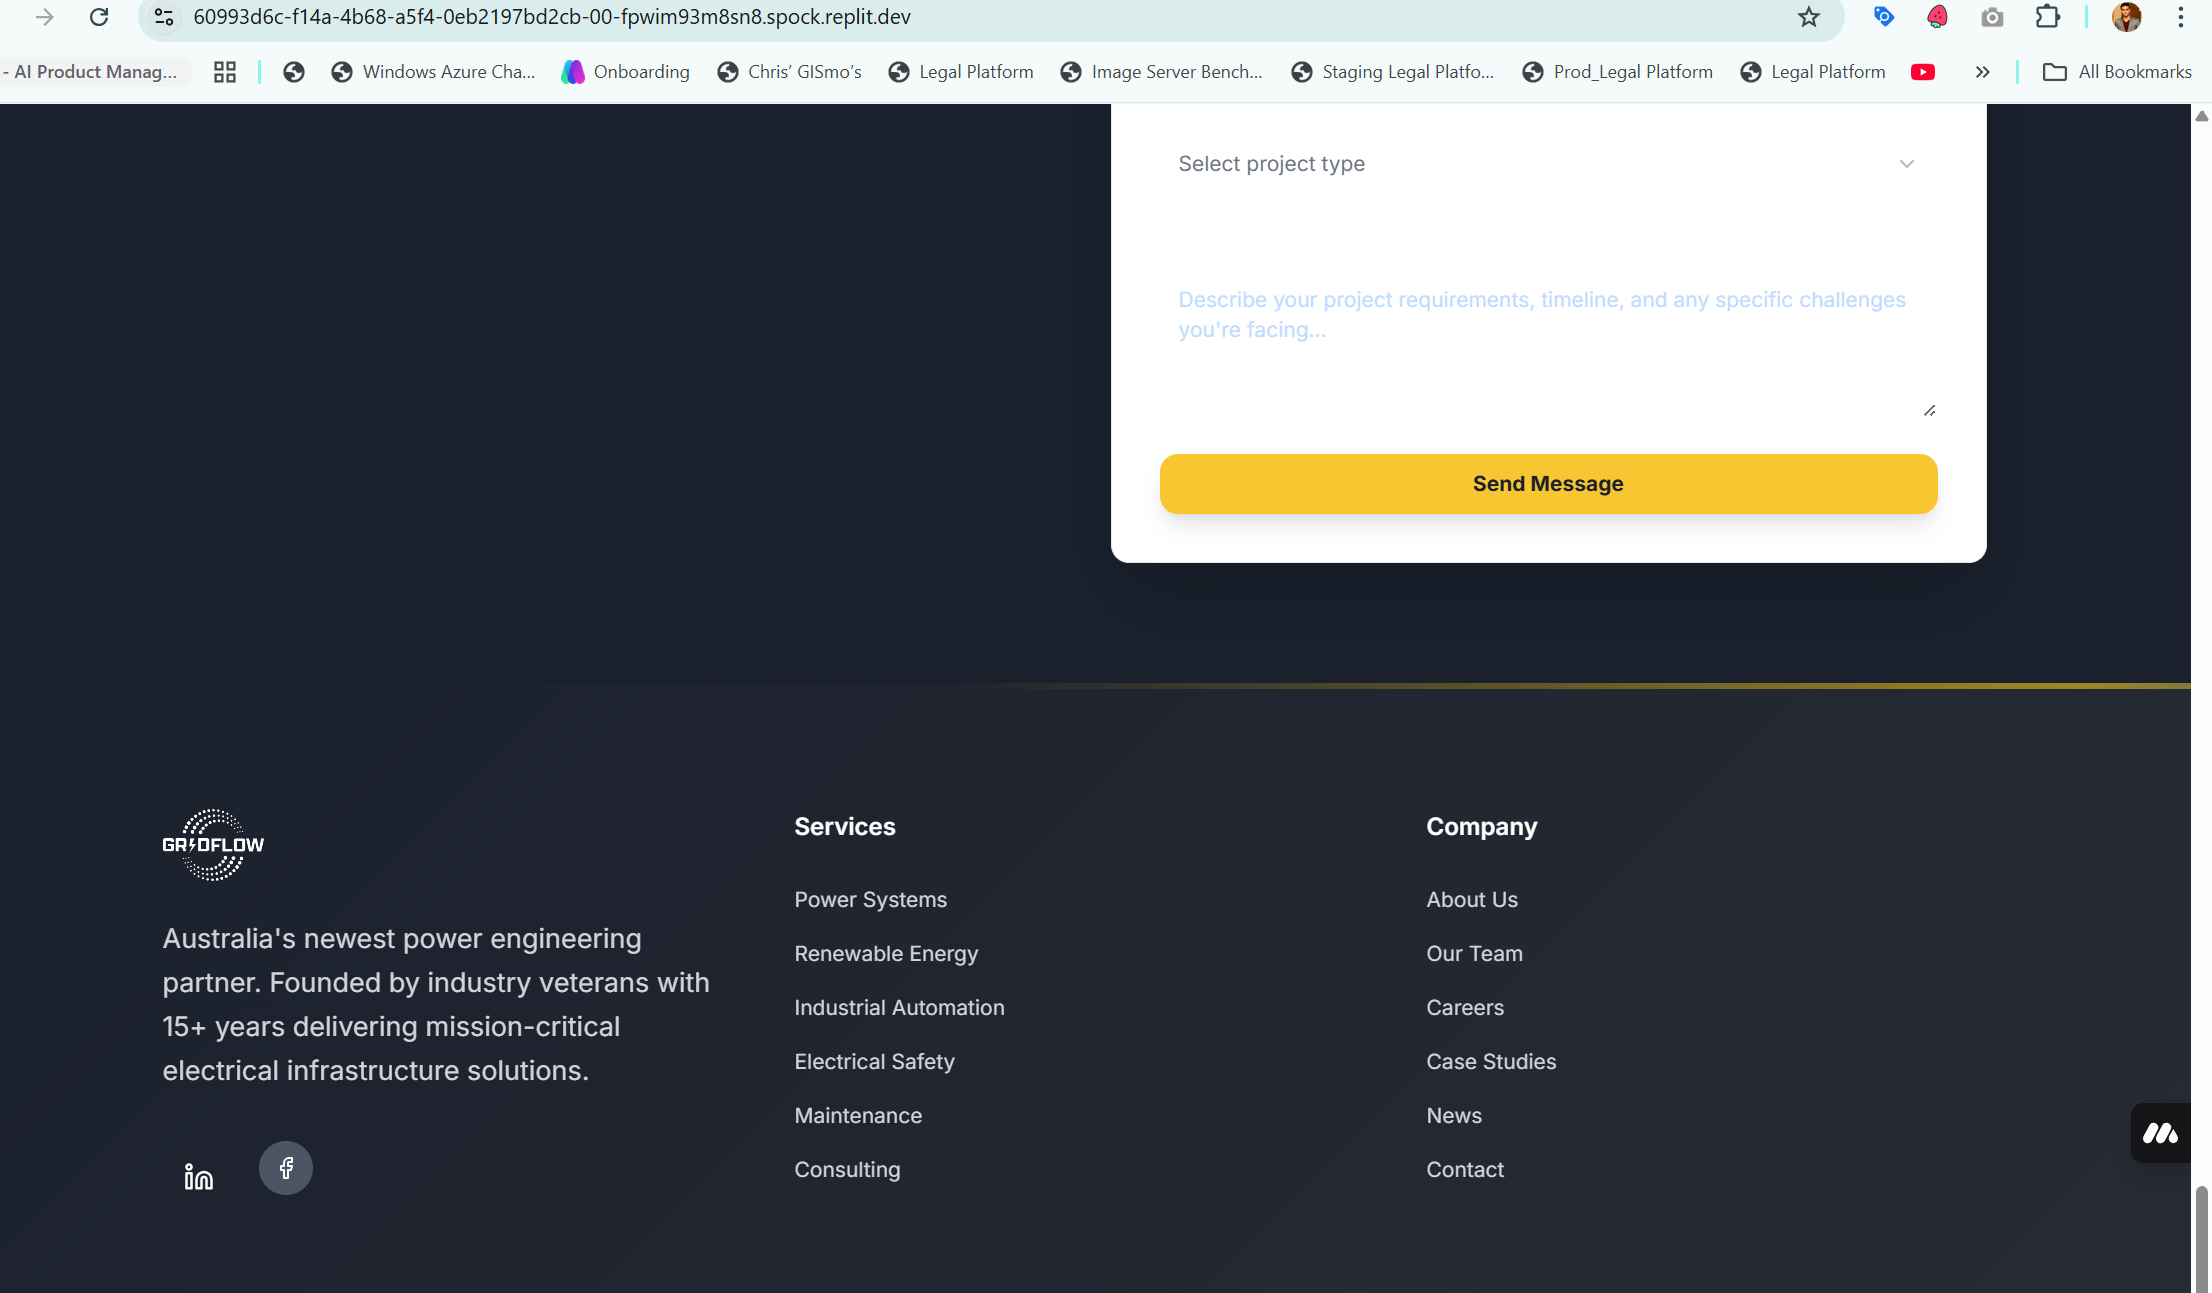 60993d6c-f14a-4b68-a5f4-0eb2197bd2cb-00-fpwim93m8sn8.spock.replit.dev
- AI Product Manag...
Windows Azure Cha...
Onboarding
Chris’ GISmo’s
Legal Platform
Image Server Bench...
Staging Legal Platfo...
Prod_Legal Platform
Legal Platform
All Bookmarks
Select project type
Describe your project requirements, timeline, and any specific challenges
you're facing...
Send Message
GRIDFLOW
Australia's newest power engineering
partner. Founded by industry veterans with
15+ years delivering mission-critical
electrical infrastructure solutions.
in
f
Services
Power Systems
Renewable Energy
Industrial Automation
Electrical Safety
Maintenance
Consulting
Company
About Us
Our Team
Careers
Case Studies
News
Contact